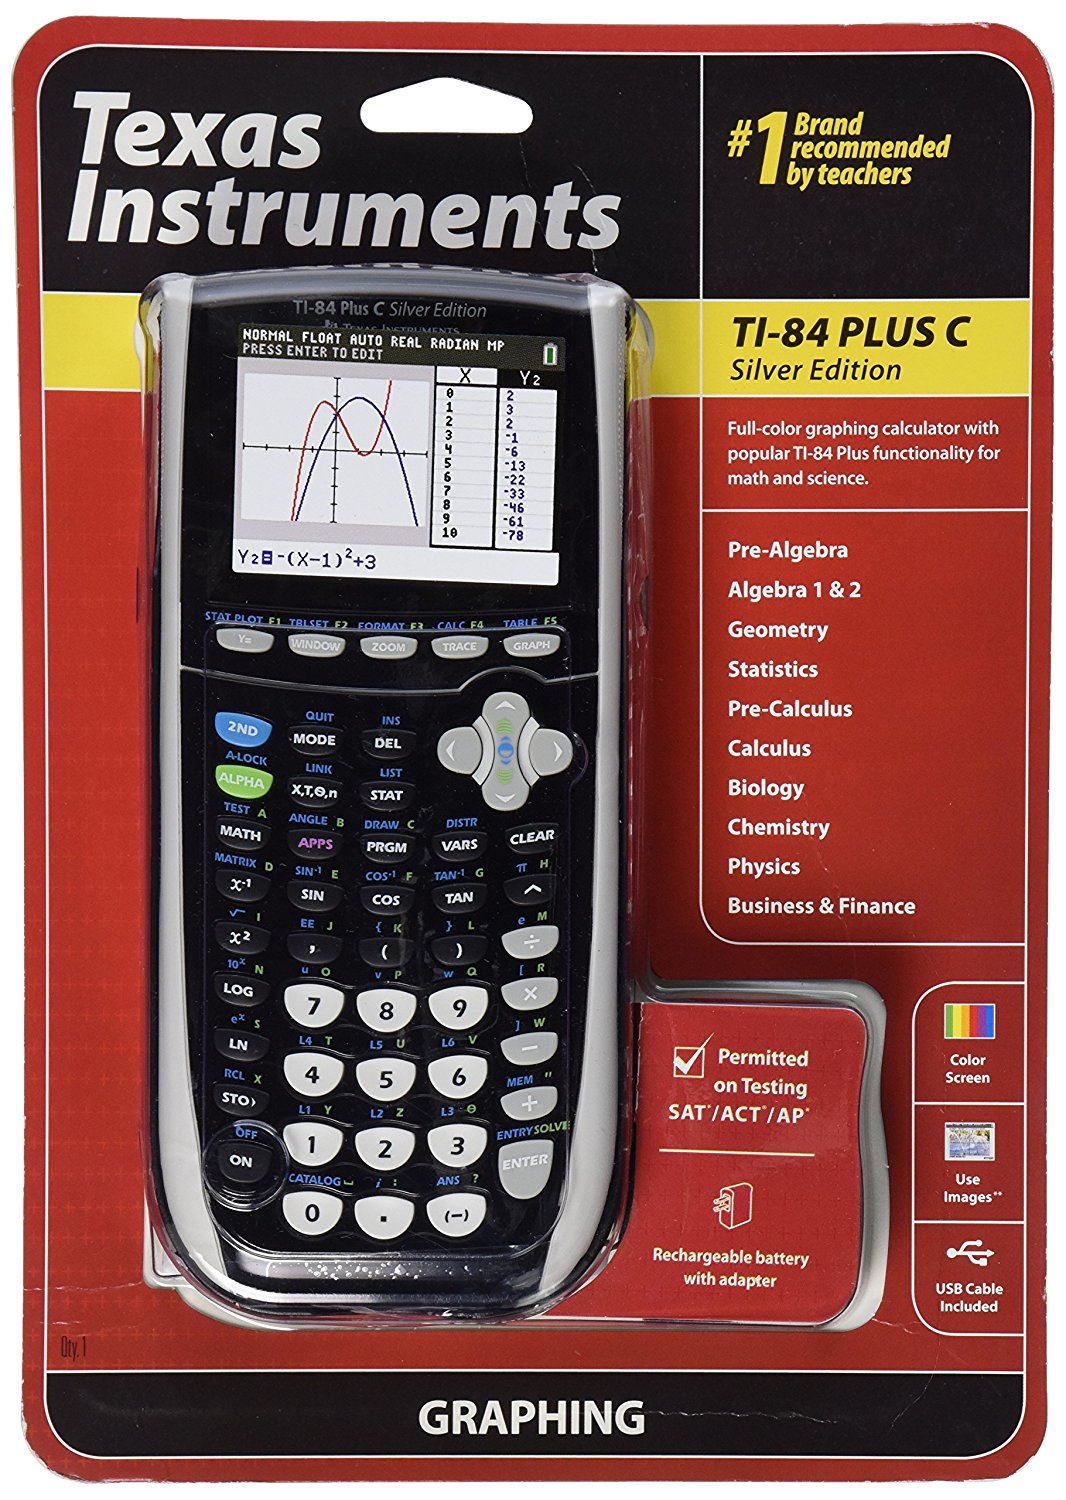 Texas
Instruments
#1 Brand
recommended
by teachers
TI-84 PLUS C
Silver Edition
Full-color graphing calculator with
popular TI-84 Plus functionality for
math and science.
Pre-Algebra
Algebra 1 & 2
Geometry
Statistics
Pre-Calculus
Calculus
Biology
Chemistry
Physics
Business & Finance
TI-84 Plus C Silver Edition
TEXAS INSTRUMENTS
NORMAL FLOAT AUTO REAL RADIAN MP
PRESS ENTER TO EDIT
X Y2
0 2
1 3
2 2
3 -1
4 -6
5 -13
6 -22
7 -33
8 -46
9 -61
10 -78
Y2=-(X-1)²+3
STAT PLOT F1 TBLSET F2 FORMAT F3 CALC F4 TABLE F5
Y= WINDOW ZOOM TRACE GRAPH
QUIT INS
2ND MODE DEL
A-LOCK LINK LIST
ALPHA X,T,Θ,n STAT
TEST A ANGLE B DRAW C DISTR
MATH APPS PRGM VARS CLEAR
MATRIX D SIN⁻¹ E COS⁻¹ F TAN⁻¹ G π H
x⁻¹ SIN COS TAN ^
√ I EE J { K } L e M
x² , ( ) ÷
10ˣ N u O v P w Q [ R
LOG 7 8 9 ×
eˣ S L4 T L5 U L6 V ] W
LN 4 5 6 −
RCL X L1 Y L2 Z L3 Θ MEM "
STO› 1 2 3 +
OFF CATALOG ⎵ i : ANS ? ENTRY SOLVE
ON 0 . (−) ENTER
Permitted
on Testing
SAT*/ACT*/AP*
Rechargeable battery
with adapter
Color
Screen
Use
Images**
USB Cable
Included
Qty. 1
GRAPHING